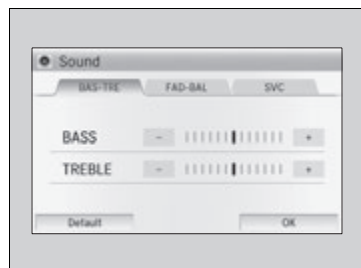 Sound
BAS-TRE FAD-BAL SVC
BASS - +
TREBLE - +
Default OK